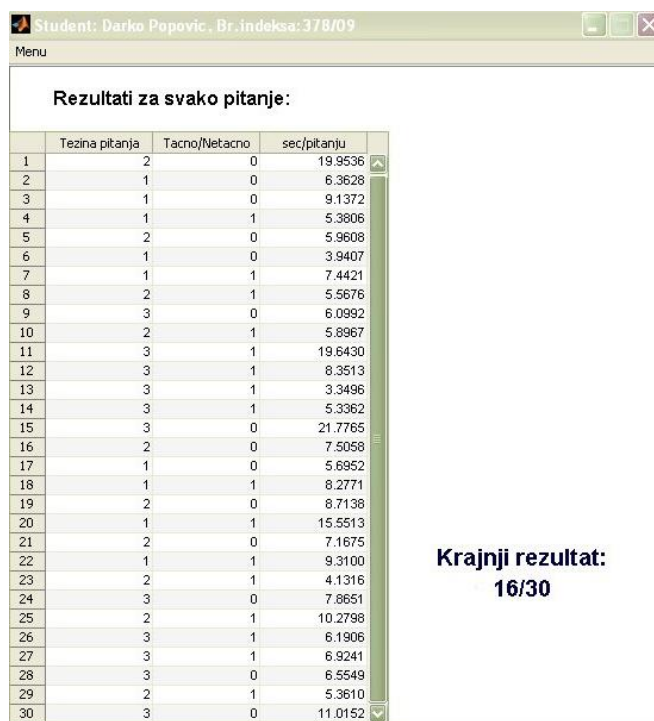 Student: Darko Popovic, Br.indeksa: 378/09
Menu
Rezultati za svako pitanje:
Tezina pitanja Tacno/Netacno sec/pitanju
1 2 0 19.9536
2 1 0 6.3628
3 1 0 9.1372
4 1 1 5.3806
5 2 0 5.9608
6 1 0 3.9407
7 1 1 7.4421
8 2 1 5.5676
9 3 0 6.0992
10 2 1 5.8967
11 3 1 19.6430
12 3 1 8.3513
13 3 1 3.3496
14 3 1 5.3362
15 3 0 21.7765
16 2 0 7.5058
17 1 0 5.6952
18 1 1 8.2771
19 2 0 8.7138
20 1 1 15.5513
21 2 0 7.1675
22 1 1 9.3100
23 2 1 4.1316
24 3 0 7.8651
25 2 1 10.2798
26 3 1 6.1906
27 3 1 6.9241
28 3 0 6.5549
29 2 1 5.3610
30 3 0 11.0152
Krajnji rezultat:
16/30